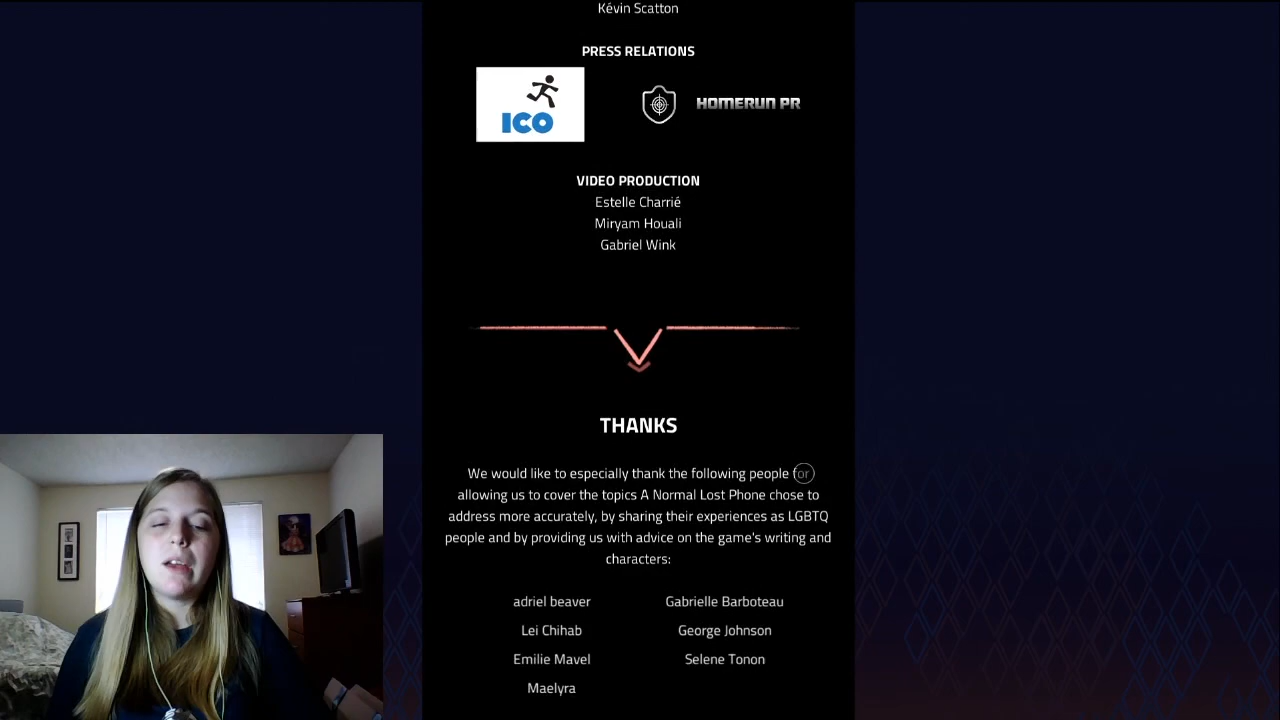 Kévin Scatton
PRESS RELATIONS
ICO
HOMERUN PR
VIDEO PRODUCTION
Estelle Charrié
Miryam Houali
Gabriel Wink
THANKS
We would like to especially thank the following people for
allowing us to cover the topics A Normal Lost Phone chose to
address more accurately, by sharing their experiences as LGBTQ
people and by providing us with advice on the game's writing and
characters:
adriel beaver
Gabrielle Barboteau
Lei Chihab
George Johnson
Emilie Mavel
Selene Tonon
Maelyra